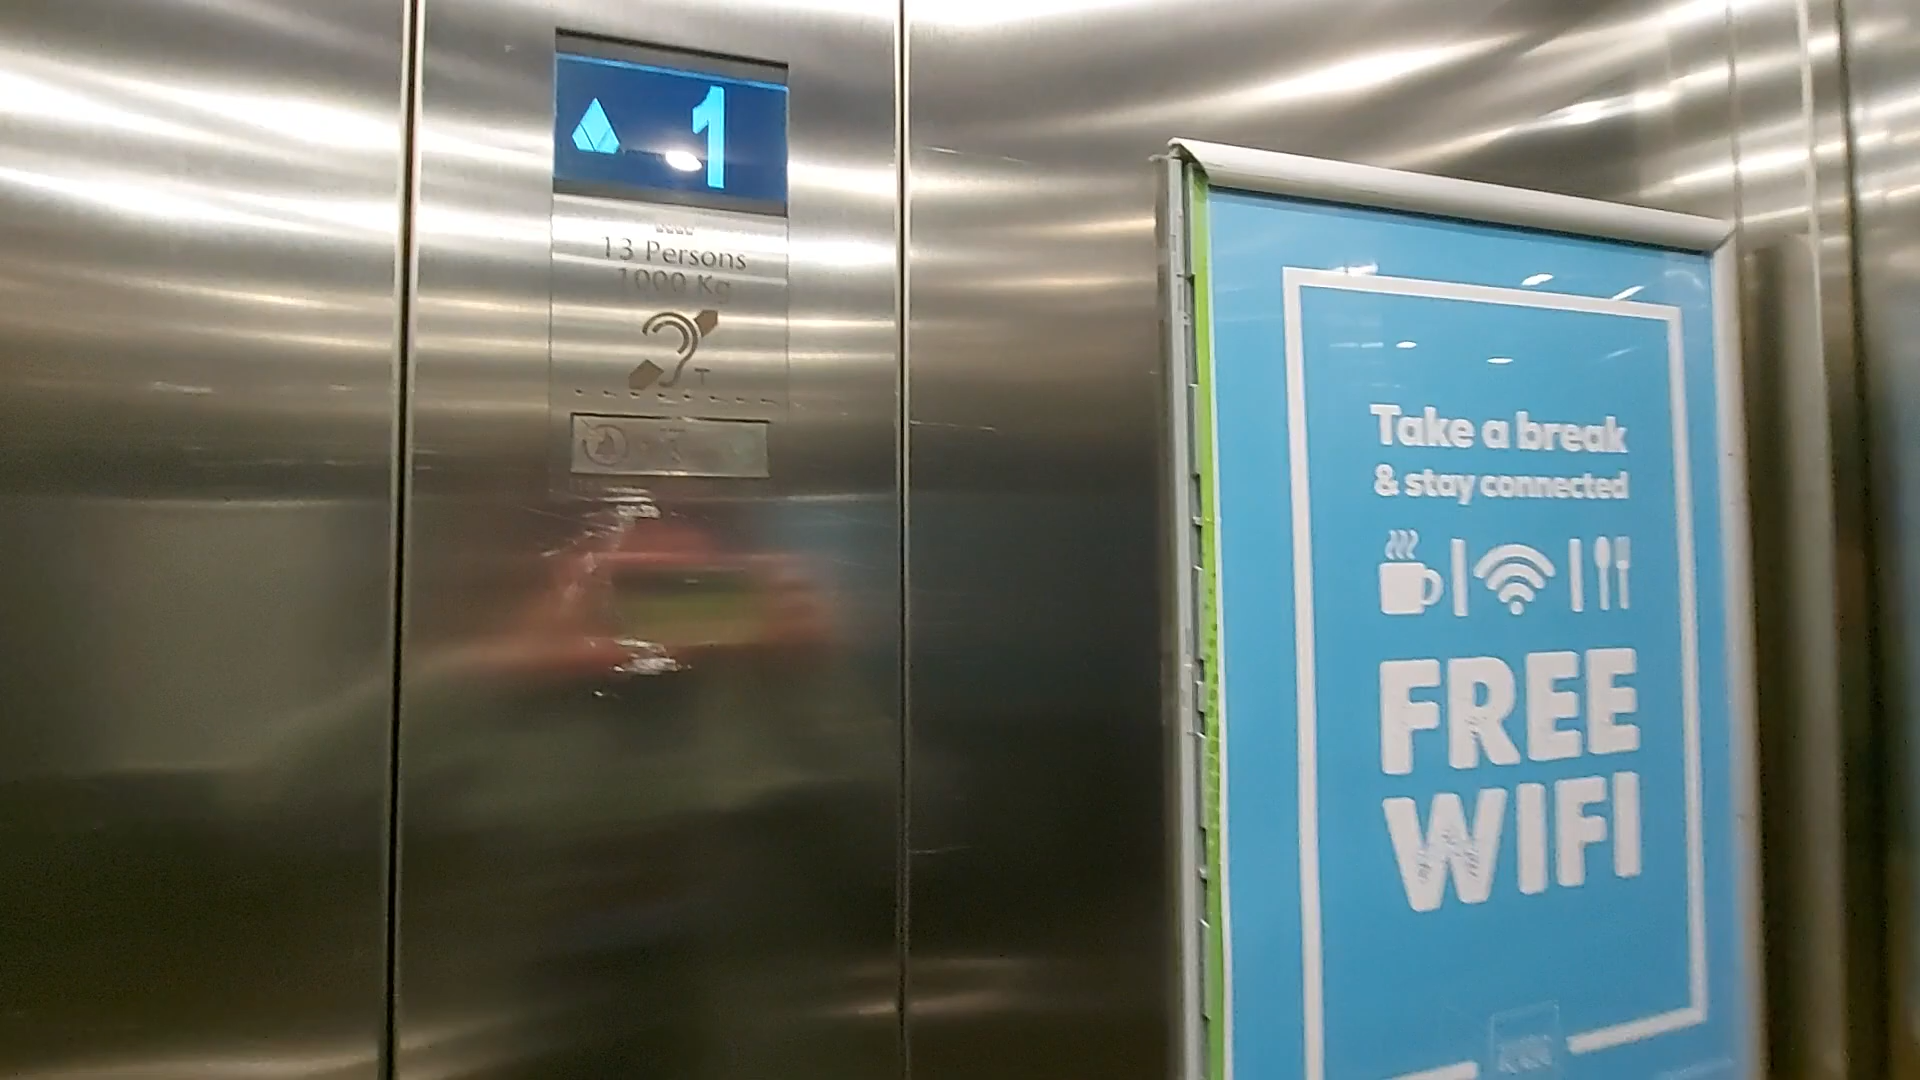 1
13 Persons
1000 Kg
T
Take a break
& stay connected
FREE
WIFI